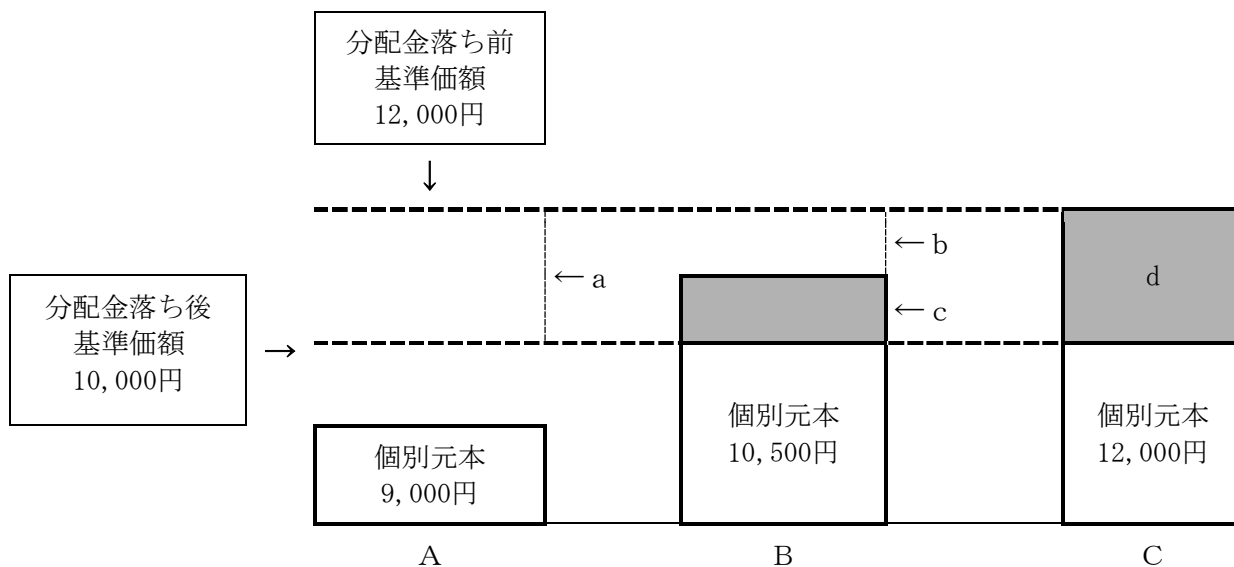 分配金落ち前
基準価額
12,000円
↓
←b
←a
d
分配金落ち後
基準価額
10,000円
→
←c
個別元本
9,000円
個別元本
10,500円
個別元本
12,000円
A
B
C